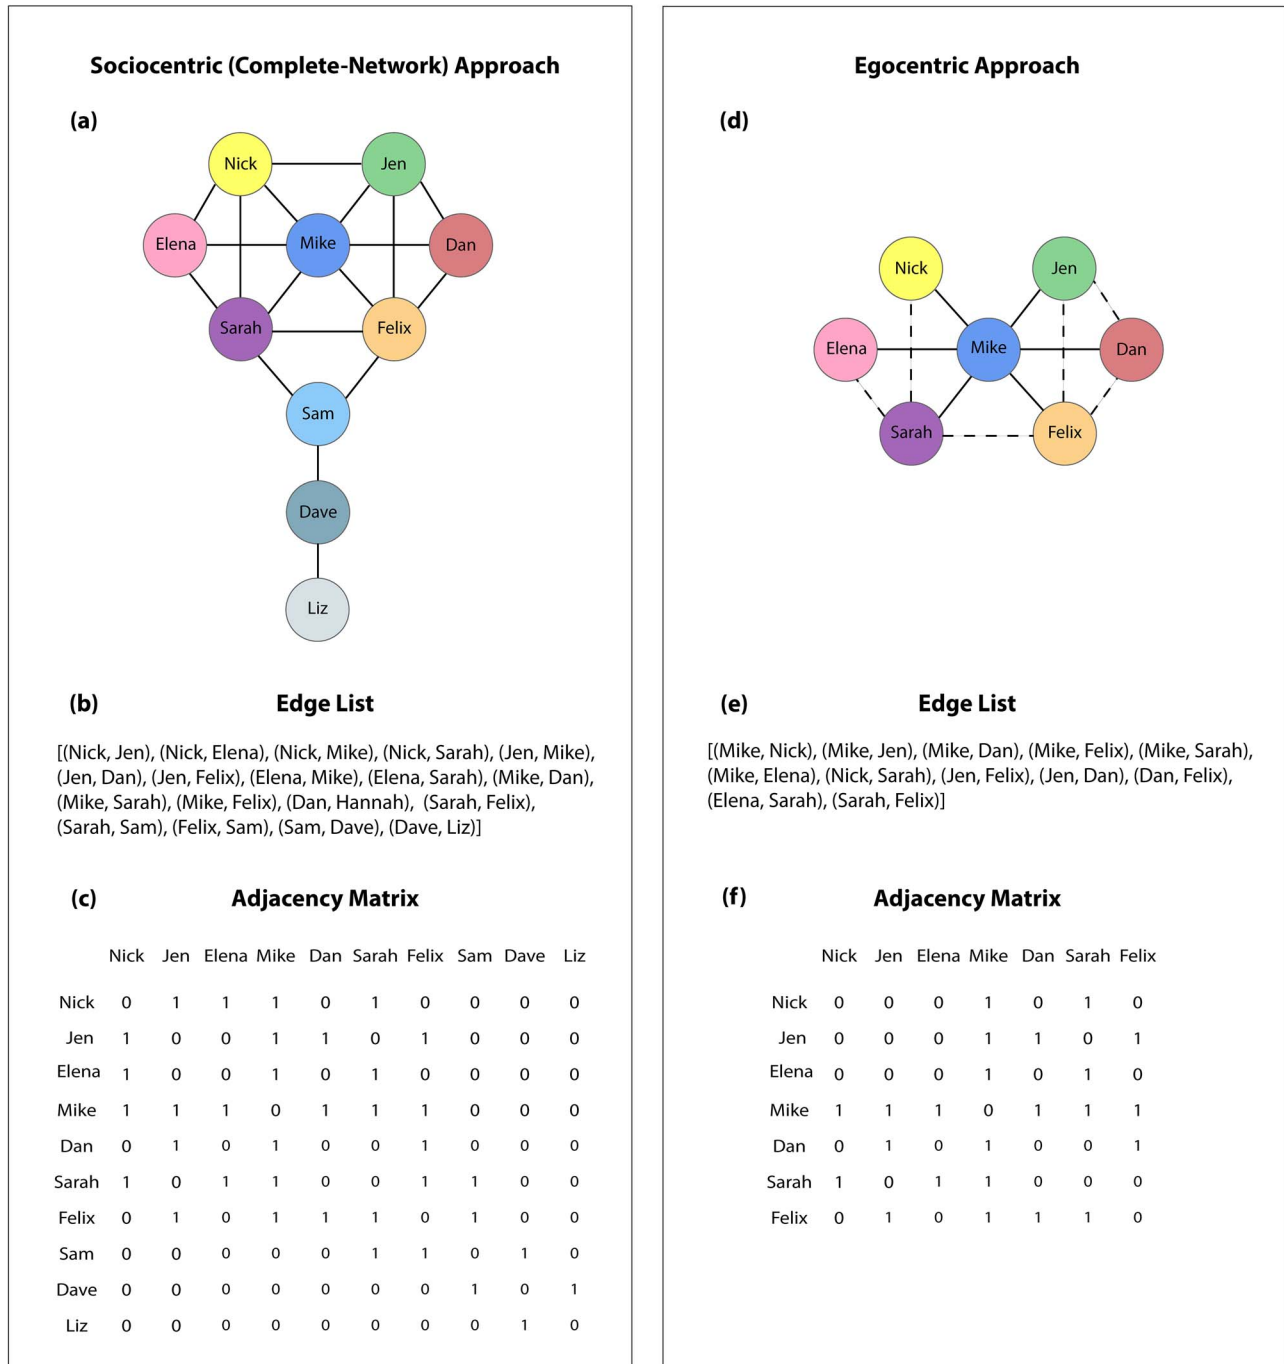 Sociocentric (Complete-Network) Approach
(a)
Nick
Jen
Elena
Mike
Dan
Sarah
Felix
Sam
Dave
Liz
(b) Edge List
[(Nick, Jen), (Nick, Elena), (Nick, Mike), (Nick, Sarah), (Jen, Mike),
(Jen, Dan), (Jen, Felix), (Elena, Mike), (Elena, Sarah), (Mike, Dan),
(Mike, Sarah), (Mike, Felix), (Dan, Hannah), (Sarah, Felix),
(Sarah, Sam), (Felix, Sam), (Sam, Dave), (Dave, Liz)]
(c) Adjacency Matrix
Nick Jen Elena Mike Dan Sarah Felix Sam Dave Liz
Nick 0 1 1 1 0 1 0 0 0 0
Jen 1 0 0 1 1 0 1 0 0 0
Elena 1 0 0 1 0 1 0 0 0 0
Mike 1 1 1 0 1 1 1 0 0 0
Dan 0 1 0 1 0 0 1 0 0 0
Sarah 1 0 1 1 0 0 1 1 0 0
Felix 0 1 0 1 1 1 0 1 0 0
Sam 0 0 0 0 0 1 1 0 1 0
Dave 0 0 0 0 0 0 0 1 0 1
Liz 0 0 0 0 0 0 0 0 1 0
Egocentric Approach
(d)
Nick
Jen
Elena
Mike
Dan
Sarah
Felix
(e) Edge List
[(Mike, Nick), (Mike, Jen), (Mike, Dan), (Mike, Felix), (Mike, Sarah),
(Mike, Elena), (Nick, Sarah), (Jen, Felix), (Jen, Dan), (Dan, Felix),
(Elena, Sarah), (Sarah, Felix)]
(f) Adjacency Matrix
Nick Jen Elena Mike Dan Sarah Felix
Nick 0 0 0 1 0 1 0
Jen 0 0 0 1 1 0 1
Elena 0 0 0 1 0 1 0
Mike 1 1 1 0 1 1 1
Dan 0 1 0 1 0 0 1
Sarah 1 0 1 1 0 0 0
Felix 0 1 0 1 1 1 0